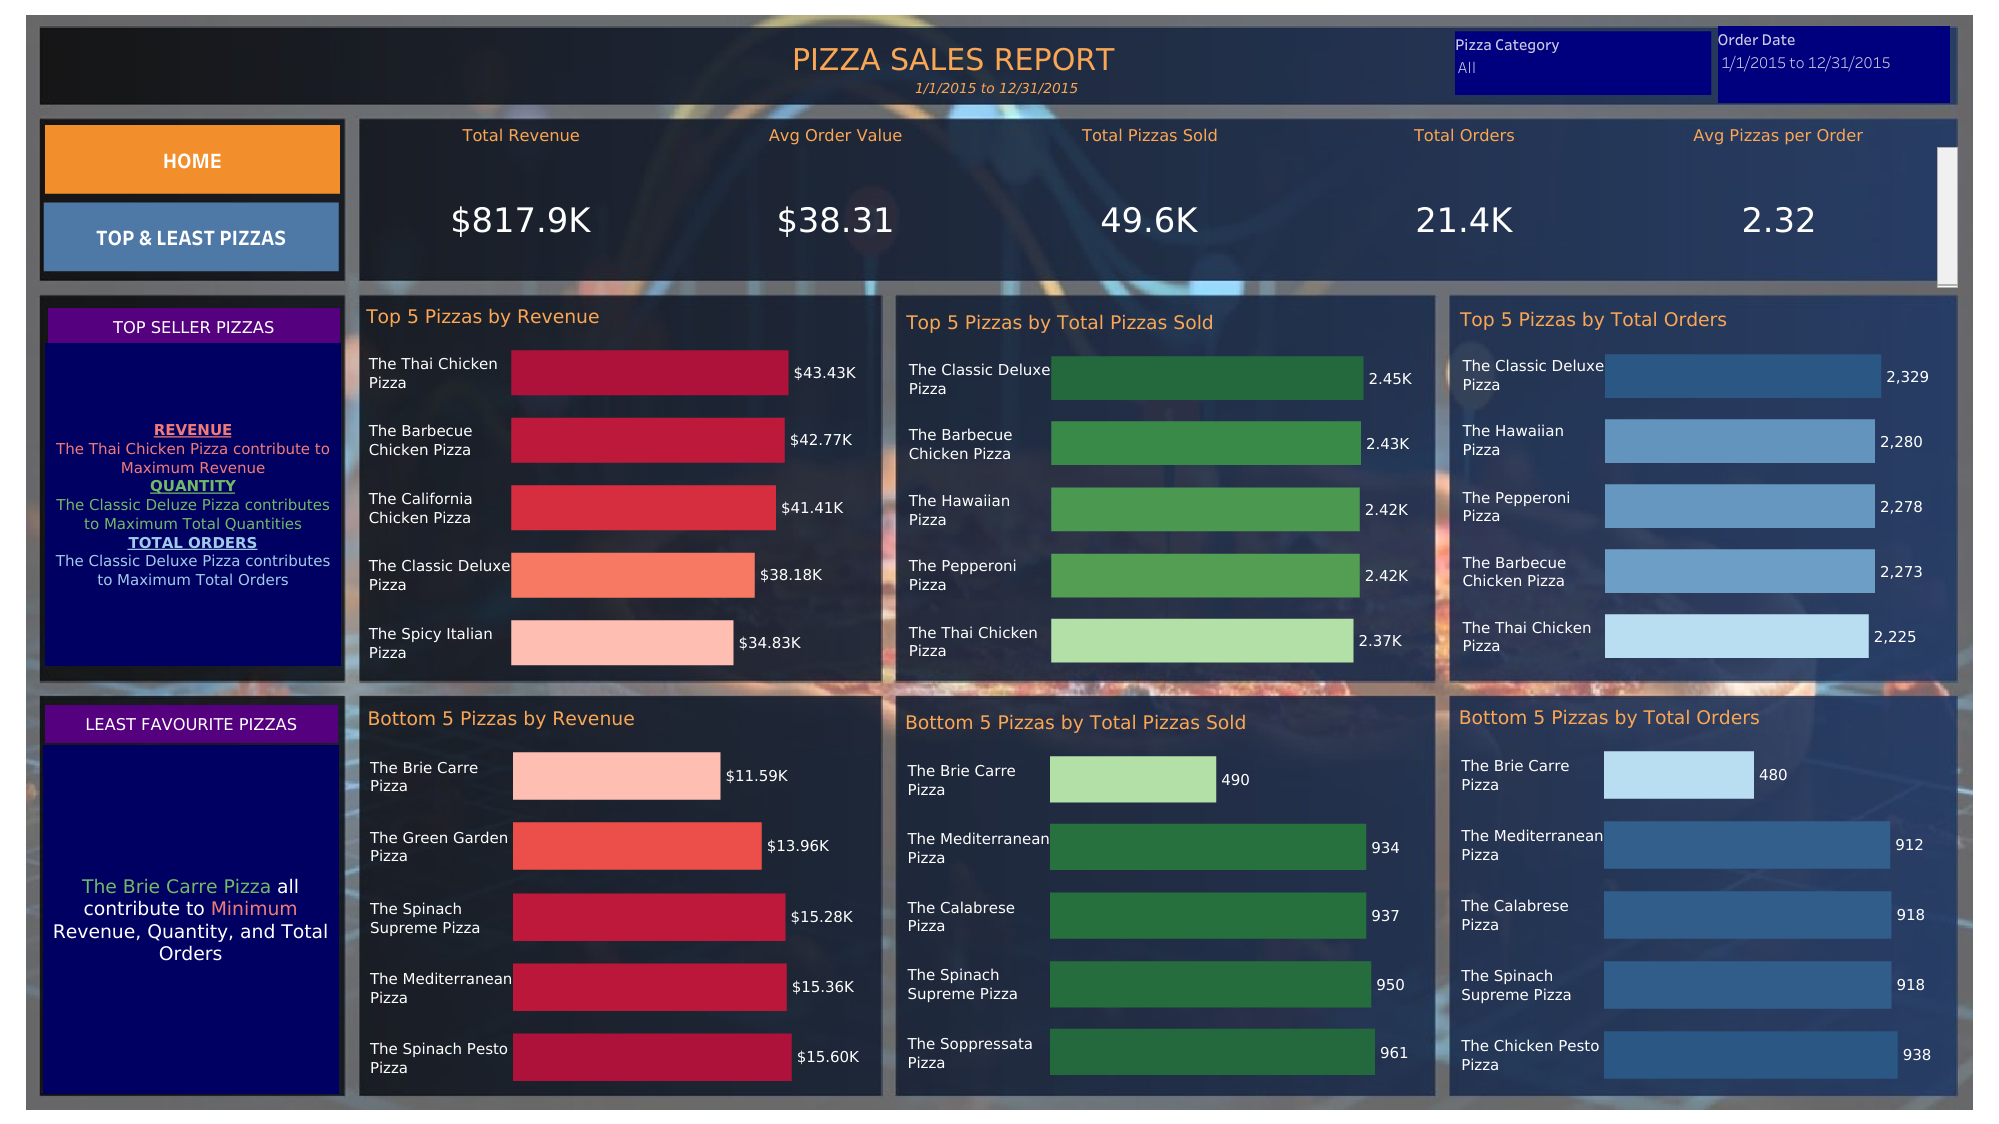 PIZZA SALES REPORT
1/1/2015 to 12/31/2015
Pizza Category
All
Order Date
1/1/2015 to 12/31/2015
HOME
TOP & LEAST PIZZAS
Total Revenue
$817.9K
Avg Order Value
$38.31
Total Pizzas Sold
49.6K
Total Orders
21.4K
Avg Pizzas per Order
2.32
TOP SELLER PIZZAS
REVENUE
The Thai Chicken Pizza contribute to
Maximum Revenue
QUANTITY
The Classic Deluze Pizza contributes
to Maximum Total Quantities
TOTAL ORDERS
The Classic Deluxe Pizza contributes
to Maximum Total Orders
Top 5 Pizzas by Revenue
The Thai Chicken
Pizza
$43.43K
The Barbecue
Chicken Pizza
$42.77K
The California
Chicken Pizza
$41.41K
The Classic Deluxe
Pizza
$38.18K
The Spicy Italian
Pizza
$34.83K
Top 5 Pizzas by Total Pizzas Sold
The Classic Deluxe
Pizza
2.45K
The Barbecue
Chicken Pizza
2.43K
The Hawaiian
Pizza
2.42K
The Pepperoni
Pizza
2.42K
The Thai Chicken
Pizza
2.37K
Top 5 Pizzas by Total Orders
The Classic Deluxe
Pizza
2,329
The Hawaiian
Pizza
2,280
The Pepperoni
Pizza
2,278
The Barbecue
Chicken Pizza
2,273
The Thai Chicken
Pizza
2,225
LEAST FAVOURITE PIZZAS
The Brie Carre Pizza all
contribute to Minimum
Revenue, Quantity, and Total
Orders
Bottom 5 Pizzas by Revenue
The Brie Carre
Pizza
$11.59K
The Green Garden
Pizza
$13.96K
The Spinach
Supreme Pizza
$15.28K
The Mediterranean
Pizza
$15.36K
The Spinach Pesto
Pizza
$15.60K
Bottom 5 Pizzas by Total Pizzas Sold
The Brie Carre
Pizza
490
The Mediterranean
Pizza
934
The Calabrese
Pizza
937
The Spinach
Supreme Pizza
950
The Soppressata
Pizza
961
Bottom 5 Pizzas by Total Orders
The Brie Carre
Pizza
480
The Mediterranean
Pizza
912
The Calabrese
Pizza
918
The Spinach
Supreme Pizza
918
The Chicken Pesto
Pizza
938